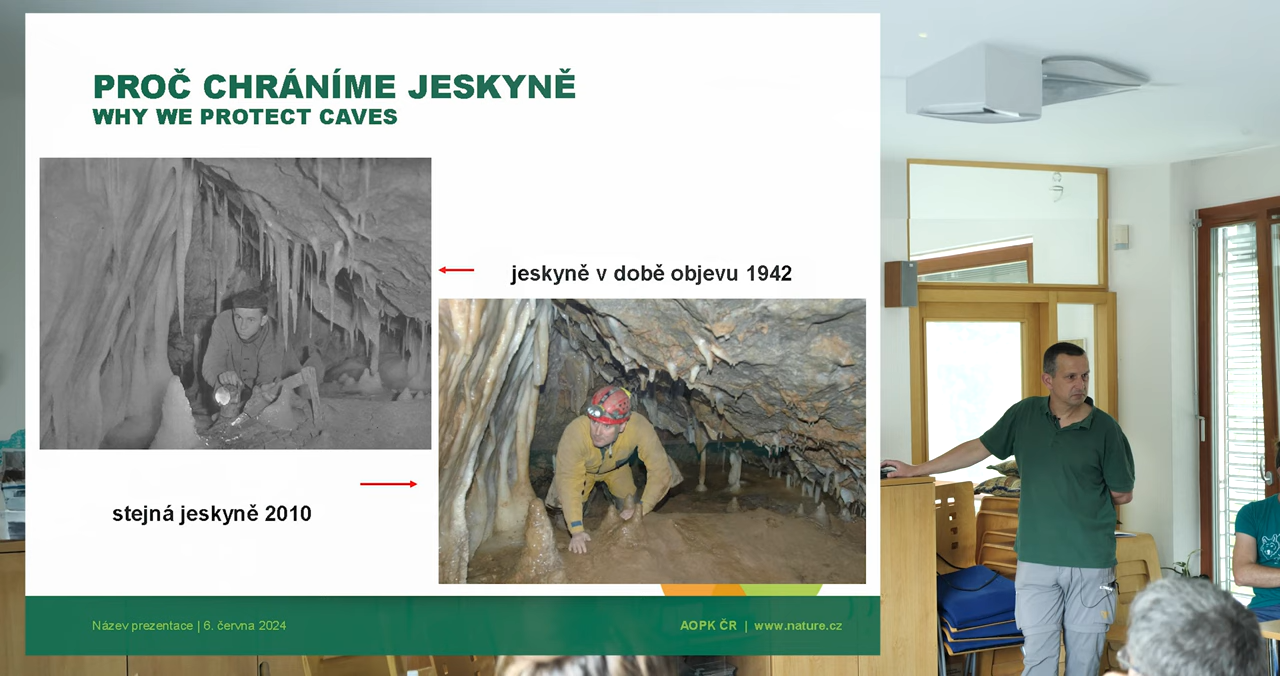 PROČ CHRÁNÍME JESKYNĚ
WHY WE PROTECT CAVES
jeskyně v době objevu 1942
stejná jeskyně 2010
Název prezentace | 6. června 2024
AOPK ČR | www.nature.cz